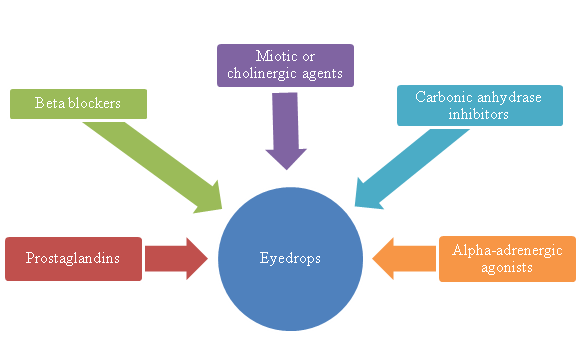 Miotic or
cholinergic agents
Beta blockers
Carbonic anhydrase
inhibitors
Prostaglandins
Eyedrops
Alpha-adrenergic
agonists